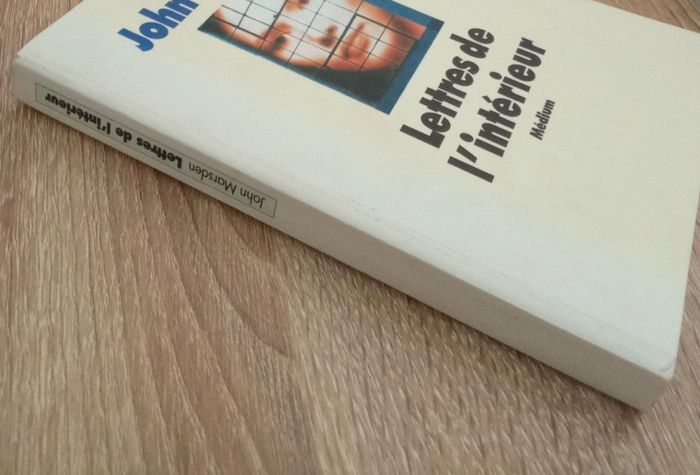 John
Lettres de
l'intérieur
Médium
John Marsden Lettres de l'intérieur